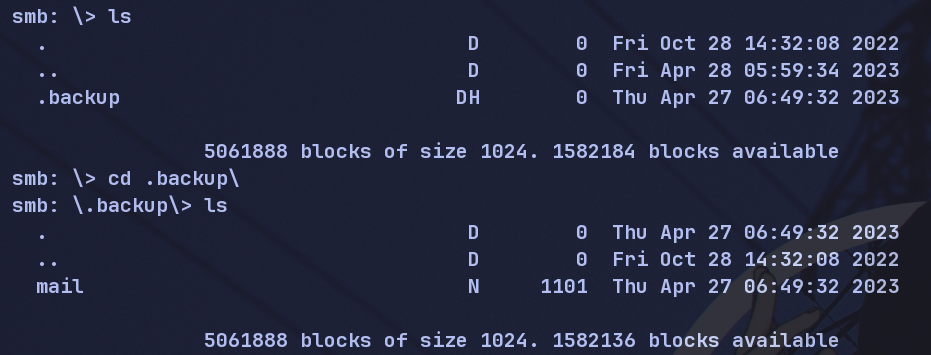 smb: \> ls
  .                                   D        0  Fri Oct 28 14:32:08 2022
  ..                                  D        0  Fri Apr 28 05:59:34 2023
  .backup                            DH        0  Thu Apr 27 06:49:32 2023
                5061888 blocks of size 1024. 1582184 blocks available
smb: \> cd .backup\
smb: \.backup\> ls
  .                                   D        0  Thu Apr 27 06:49:32 2023
  ..                                  D        0  Fri Oct 28 14:32:08 2022
  mail                                N     1101  Thu Apr 27 06:49:32 2023
                5061888 blocks of size 1024. 1582136 blocks available